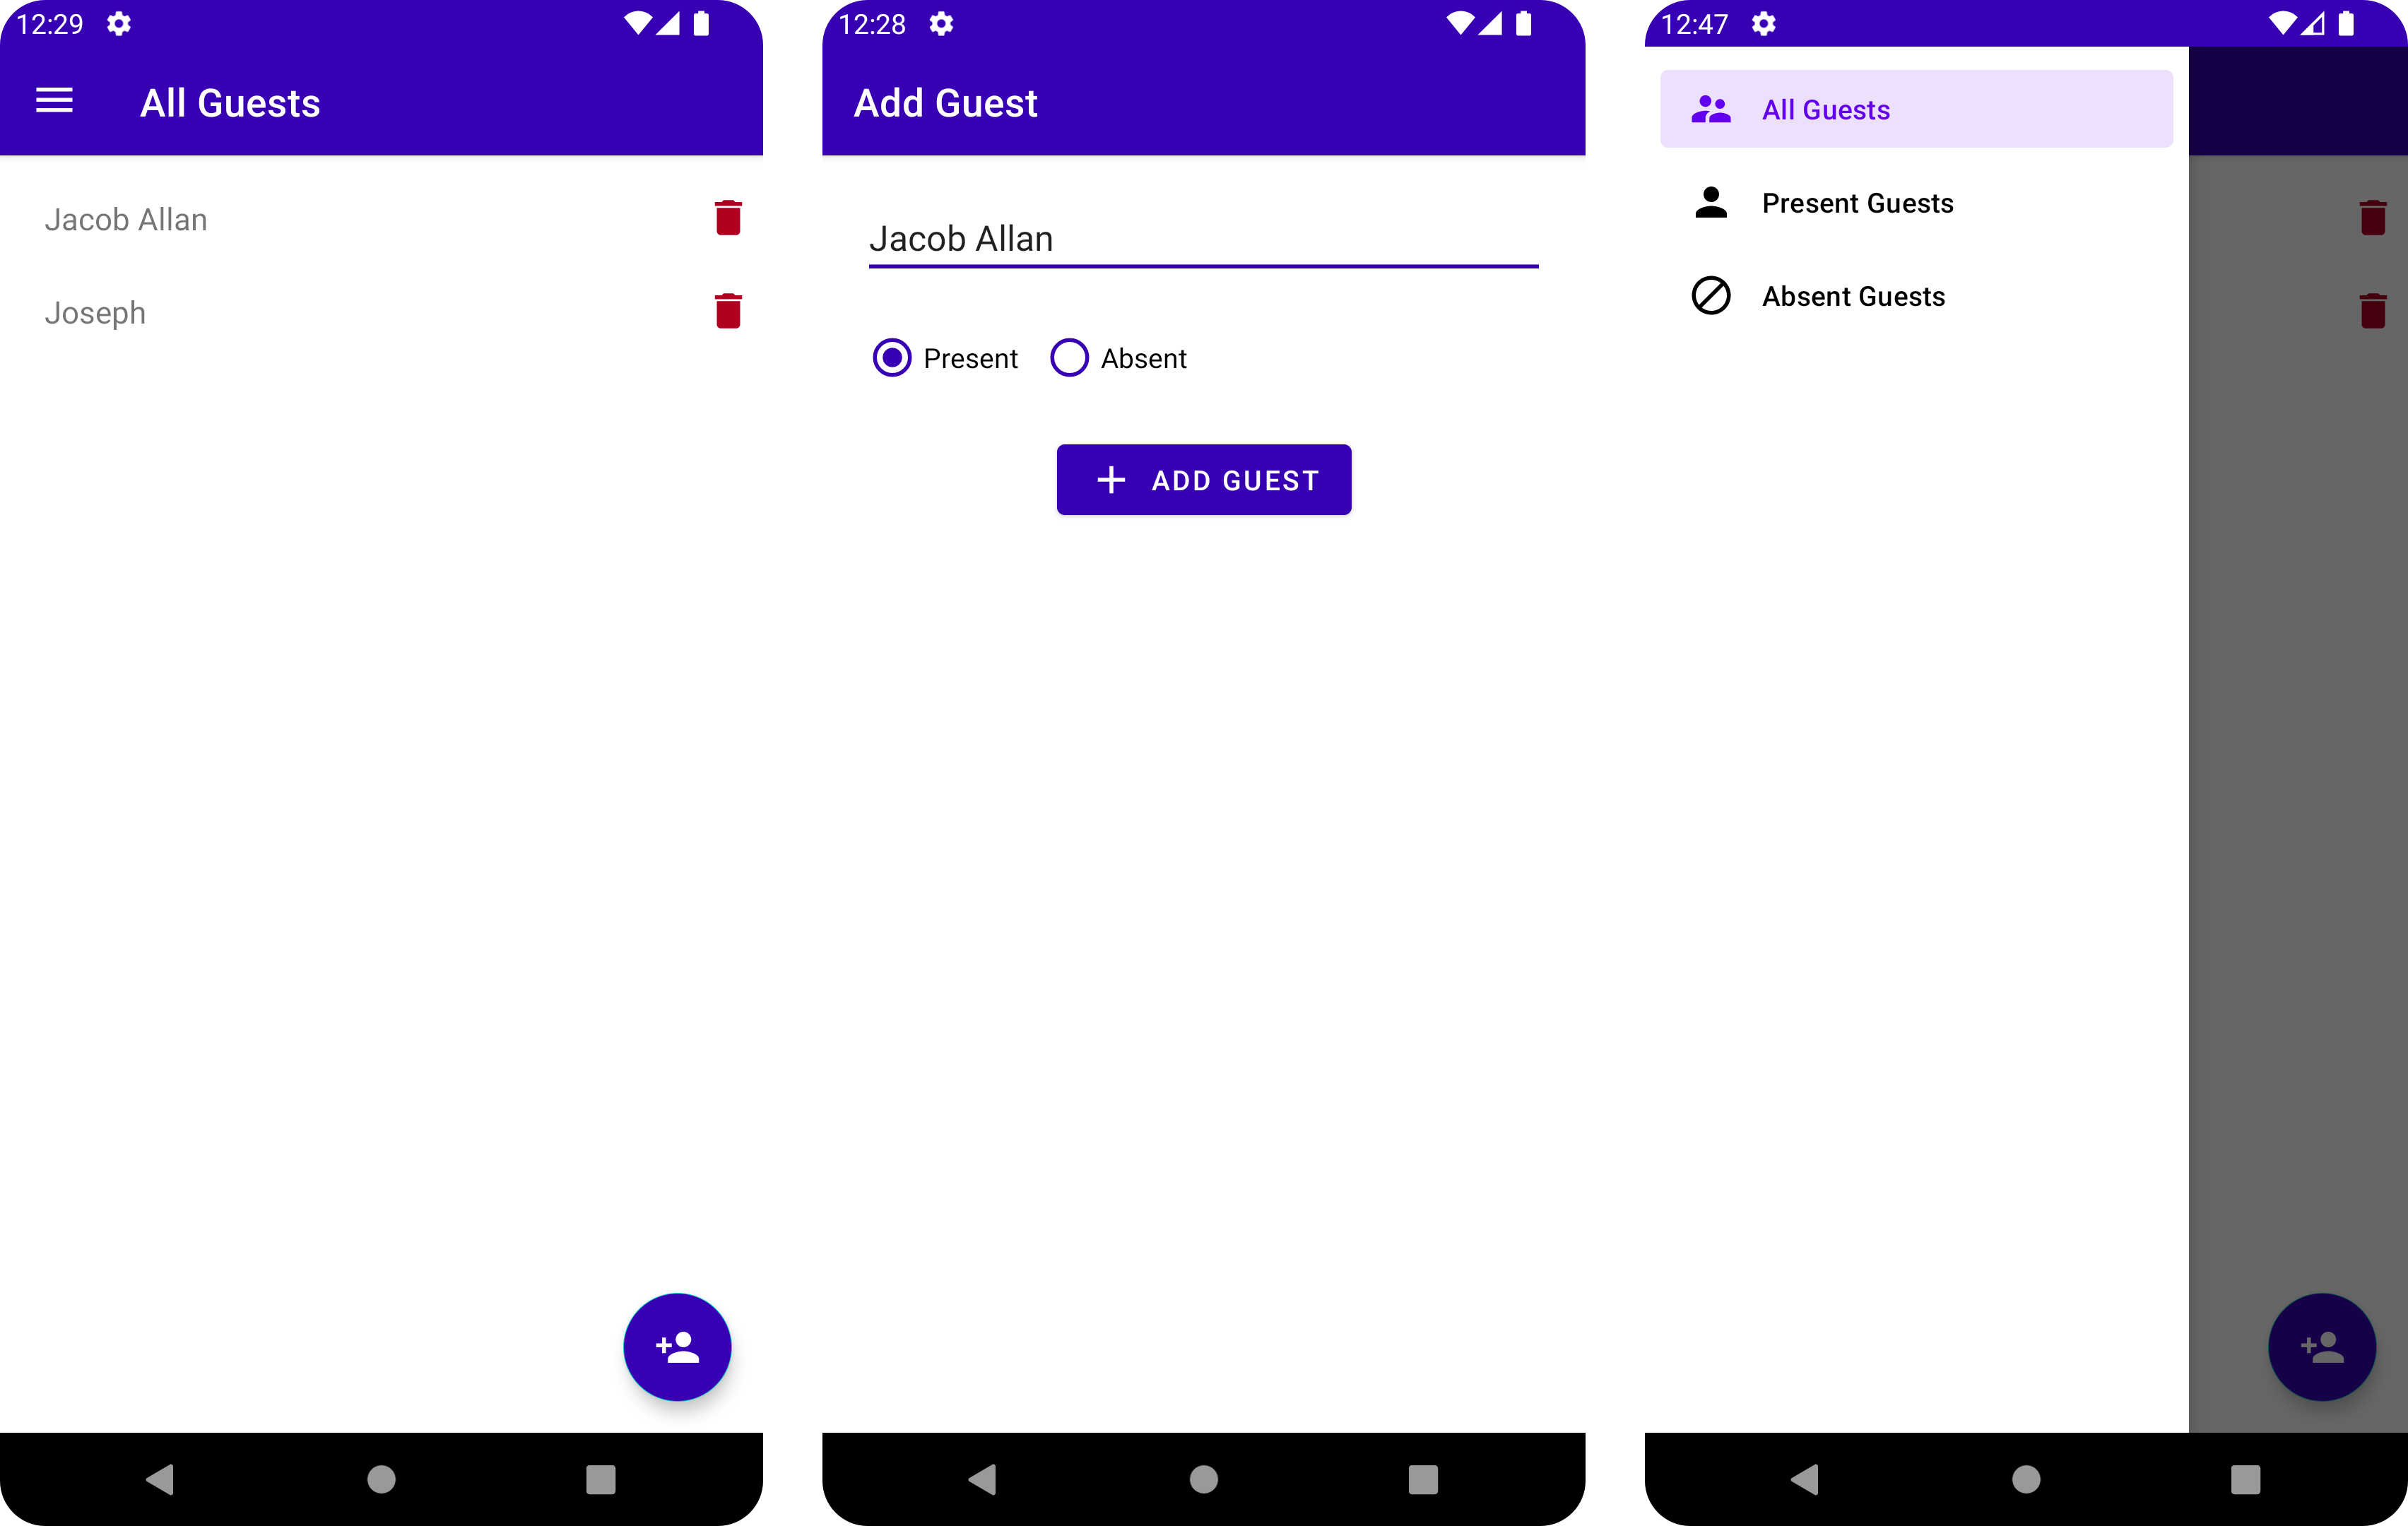 12:29
All Guests
Jacob Allan
Joseph
12:28
Add Guest
Jacob Allan
Present Absent
ADD GUEST
12:47
All Guests
Present Guests
Absent Guests